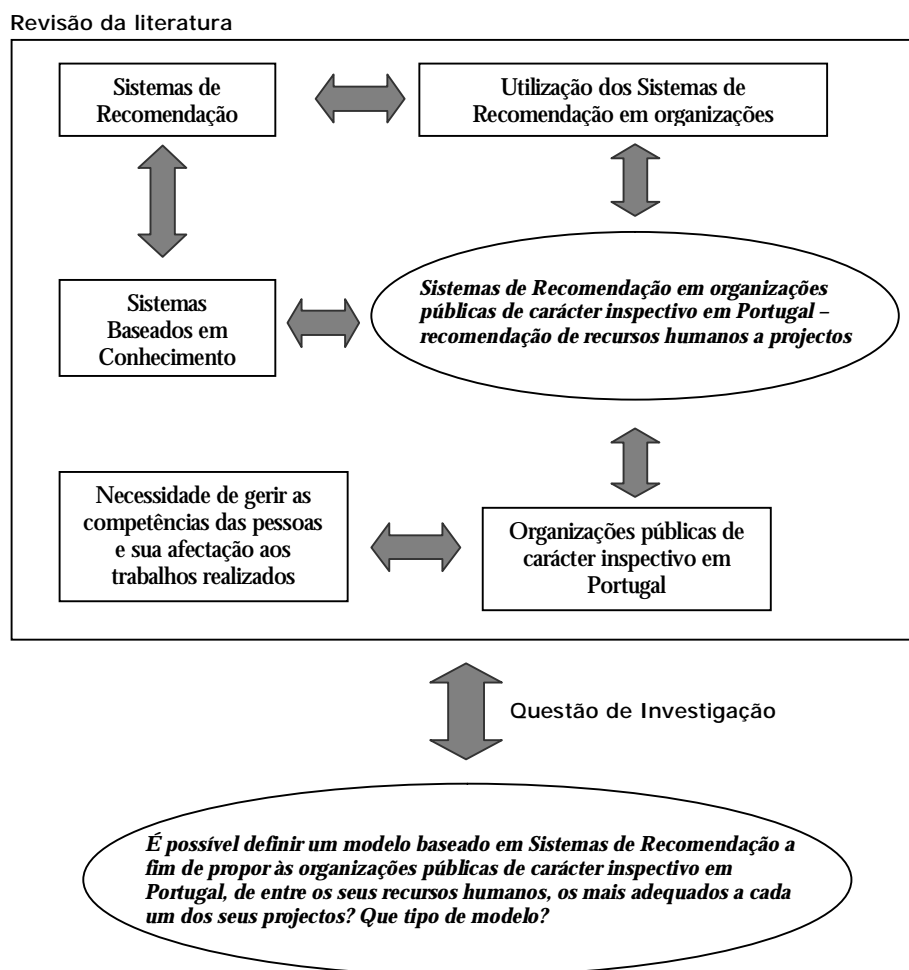 Revisão da literatura
Sistemas de
Recomendação
Utilização dos Sistemas de
Recomendação em organizações
Sistemas
Baseados em
Conhecimento
Sistemas de Recomendação em organizações
públicas de carácter inspectivo em Portugal –
recomendação de recursos humanos a projectos
Necessidade de gerir as
competências das pessoas
e sua afectação aos
trabalhos realizados
Organizações públicas de
carácter inspectivo em
Portugal
Questão de Investigação
É possível definir um modelo baseado em Sistemas de Recomendação a
fim de propor às organizações públicas de carácter inspectivo em
Portugal, de entre os seus recursos humanos, os mais adequados a cada
um dos seus projectos? Que tipo de modelo?